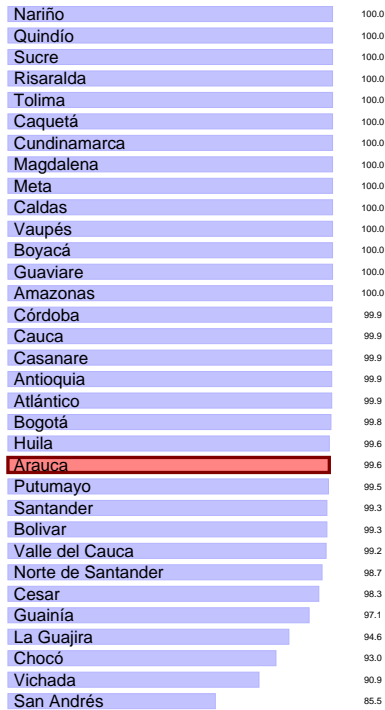 Nariño 100.0
Quindío 100.0
Sucre 100.0
Risaralda 100.0
Tolima 100.0
Caquetá 100.0
Cundinamarca 100.0
Magdalena 100.0
Meta 100.0
Caldas 100.0
Vaupés 100.0
Boyacá 100.0
Guaviare 100.0
Amazonas 100.0
Córdoba 99.9
Cauca 99.9
Casanare 99.9
Antioquia 99.9
Atlántico 99.9
Bogotá 99.8
Huila 99.6
Arauca 99.6
Putumayo 99.5
Santander 99.3
Bolivar 99.3
Valle del Cauca 99.2
Norte de Santander 98.7
Cesar 98.3
Guainía 97.1
La Guajira 94.6
Chocó 93.0
Vichada 90.9
San Andrés 85.5